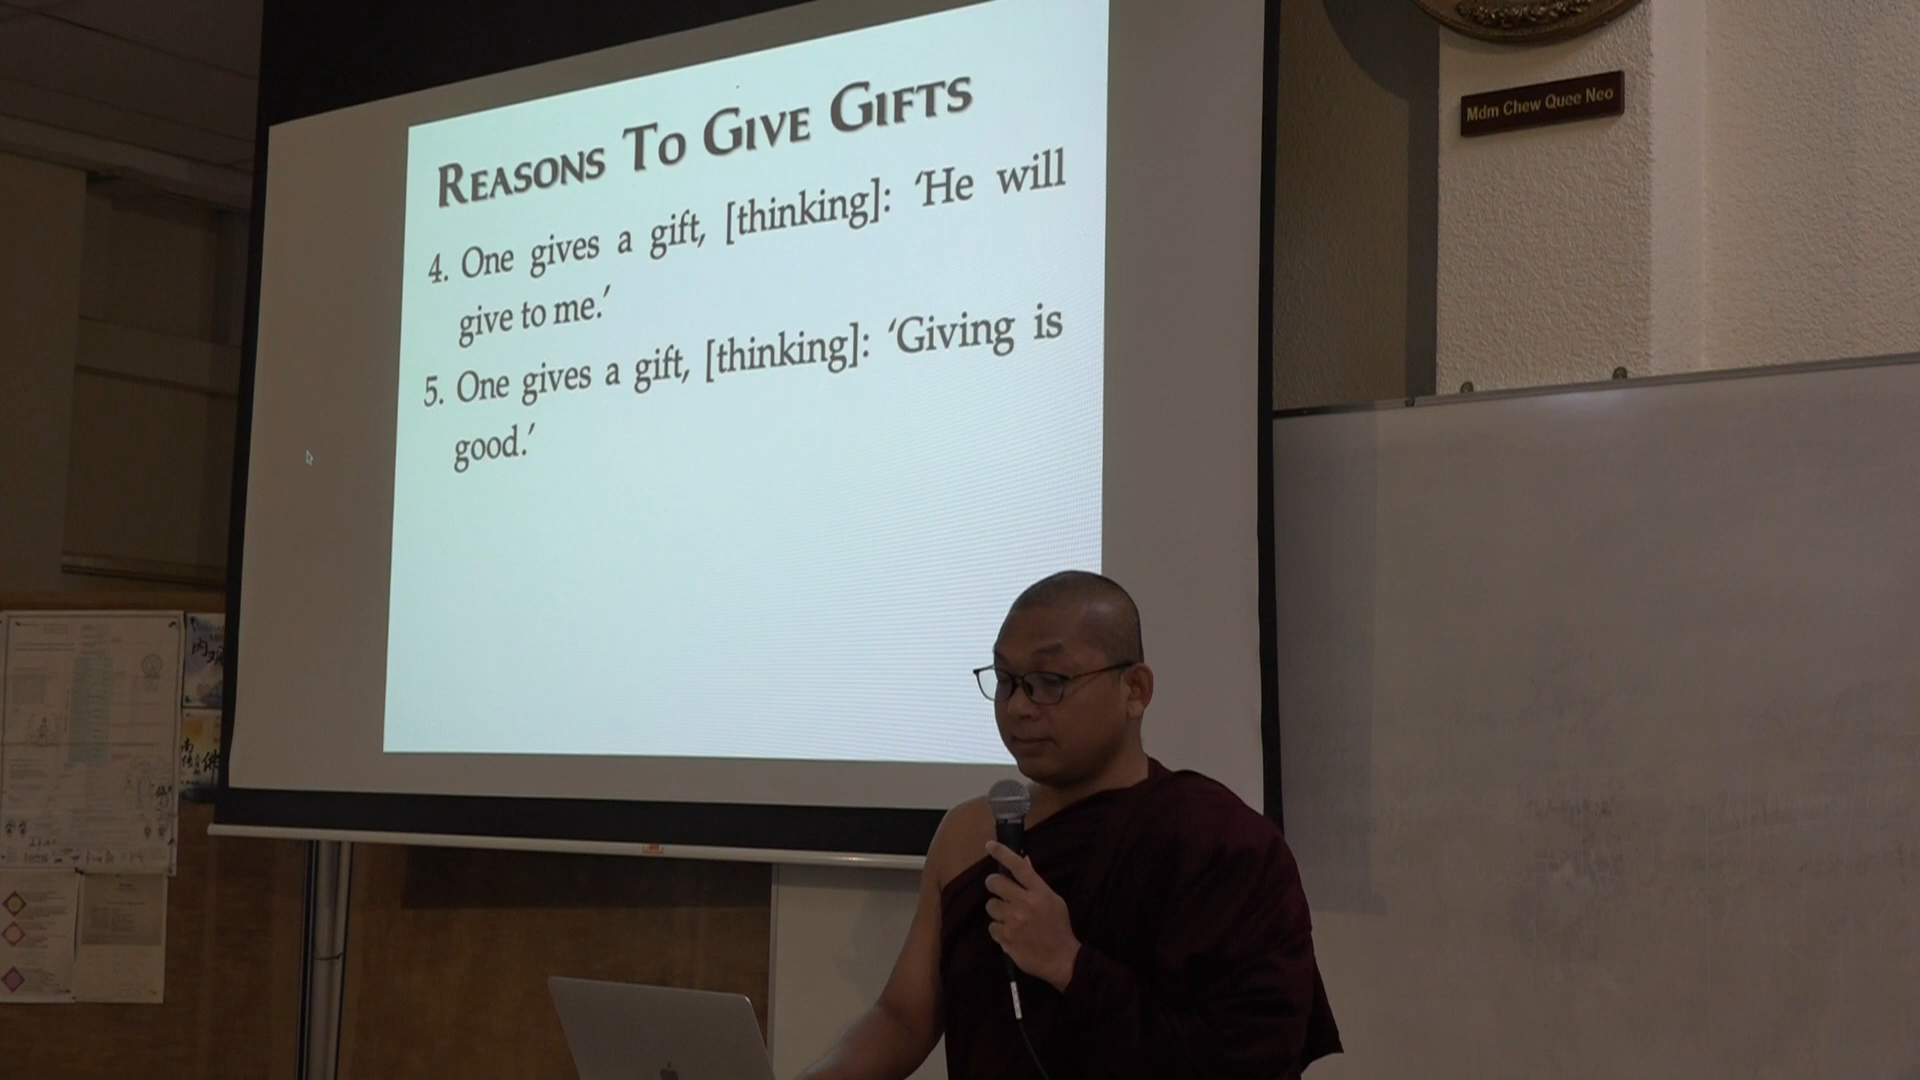 REASONS TO GIVE GIFTS
4. One gives a gift, [thinking]: ‘He will
give to me.’
5. One gives a gift, [thinking]: ‘Giving is
good.’
Mdm Chew Quee Neo